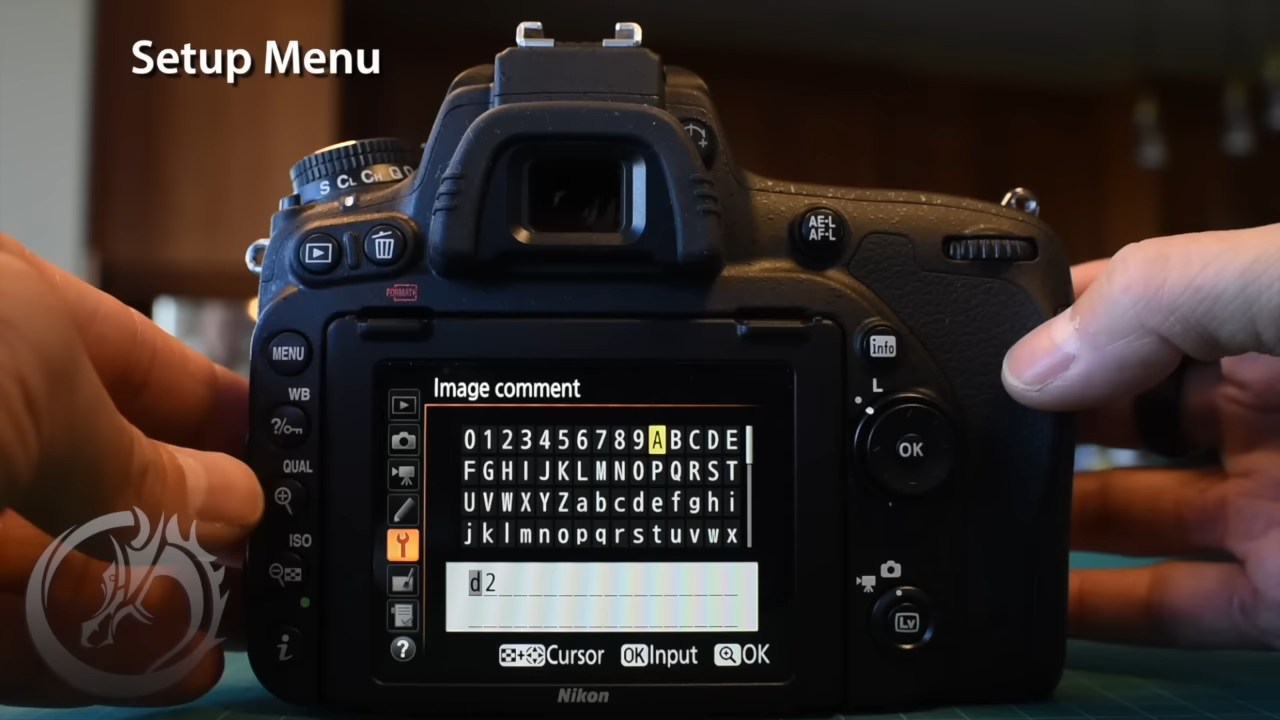 Setup Menu
S CL CH Q
AE-L
AF-L
FORMAT
MENU
info
WB
L
?
QUAL
OK
ISO
Lv
i
Image comment
0123456789ABCDE
FGHIJKLMNOPQRST
UVWXYZabcdefghi
jklmnopqrstuvwx
d2
?
Cursor OK Input OK
Nikon